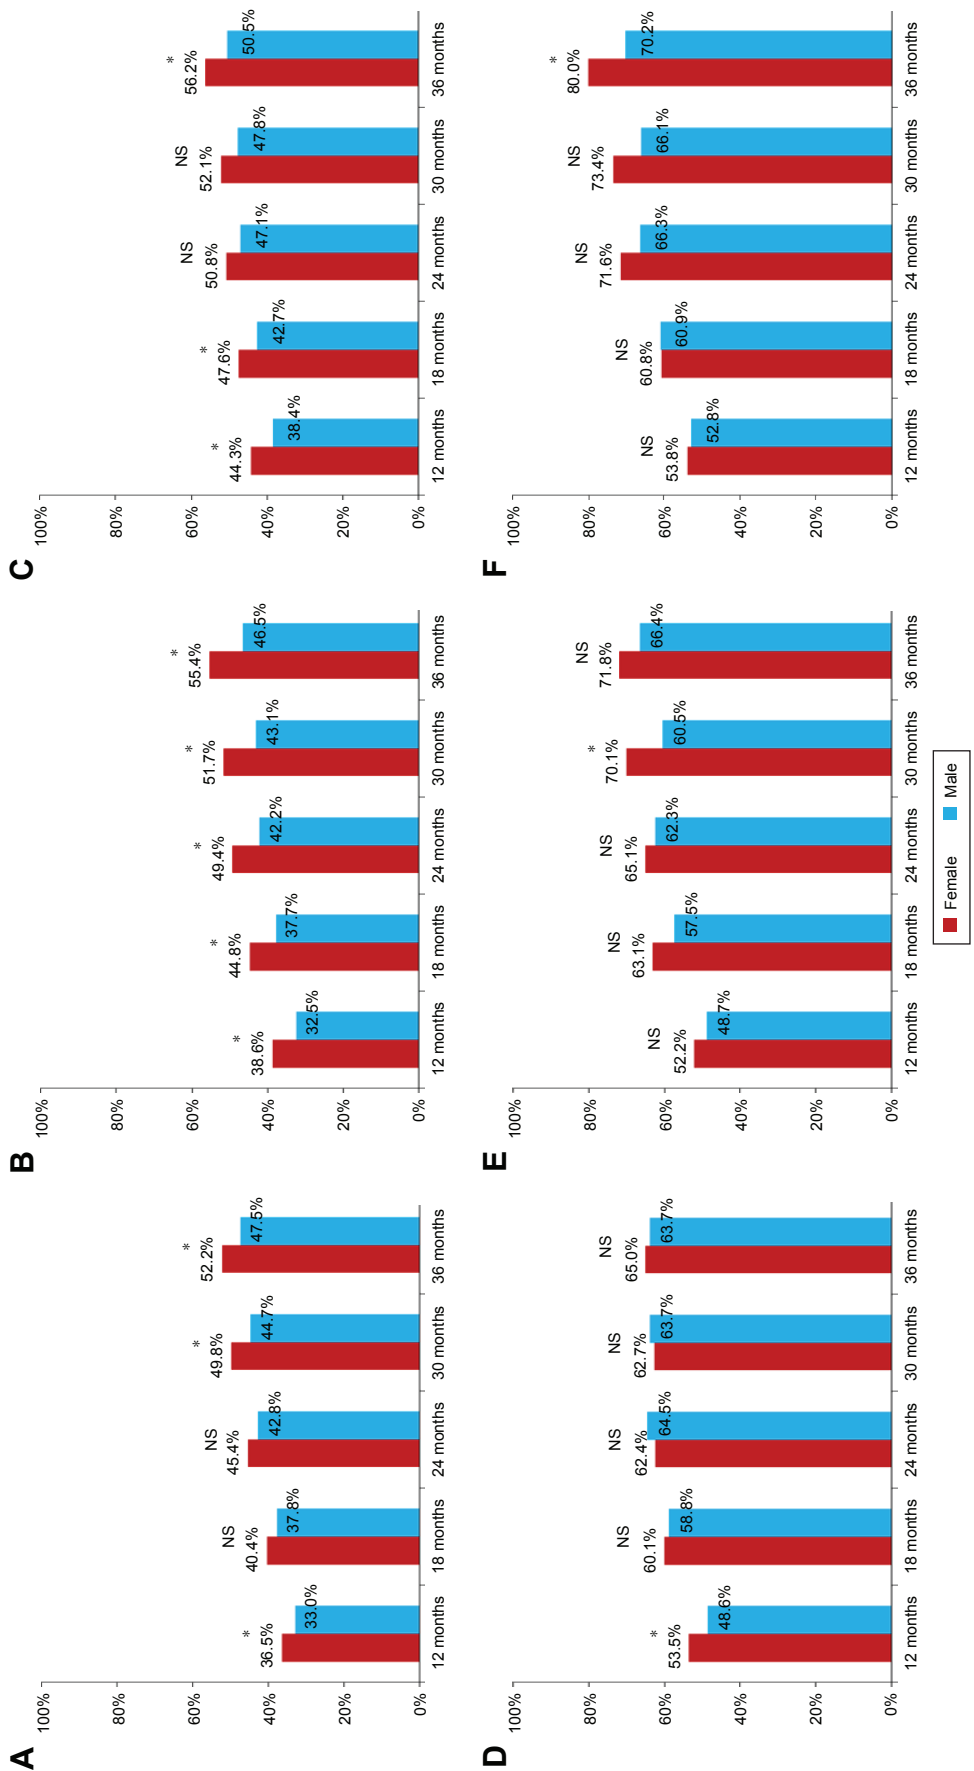 A
100%
80%
60%
40%
20%
0%
* NS NS * *
36.5% 33.0% 40.4% 37.8% 45.4% 42.8% 49.8% 44.7% 52.2% 47.5%
12 months 18 months 24 months 30 months 36 months
B
100%
80%
60%
40%
20%
0%
* * * * *
38.6% 32.5% 44.8% 37.7% 49.4% 42.2% 51.7% 43.1% 55.4% 46.5%
12 months 18 months 24 months 30 months 36 months
C
100%
80%
60%
40%
20%
0%
* * NS NS *
44.3% 38.4% 47.6% 42.7% 50.8% 47.1% 52.1% 47.8% 56.2% 50.5%
12 months 18 months 24 months 30 months 36 months
D
100%
80%
60%
40%
20%
0%
* NS NS NS NS
53.5% 48.6% 60.1% 58.8% 62.4% 64.5% 62.7% 63.7% 65.0% 63.7%
12 months 18 months 24 months 30 months 36 months
E
100%
80%
60%
40%
20%
0%
NS NS NS * NS
52.2% 48.7% 63.1% 57.5% 65.1% 62.3% 70.1% 60.5% 71.8% 66.4%
12 months 18 months 24 months 30 months 36 months
F
100%
80%
60%
40%
20%
0%
NS NS NS NS *
53.8% 52.8% 60.8% 60.9% 71.6% 66.3% 73.4% 66.1% 80.0% 70.2%
12 months 18 months 24 months 30 months 36 months
Female Male